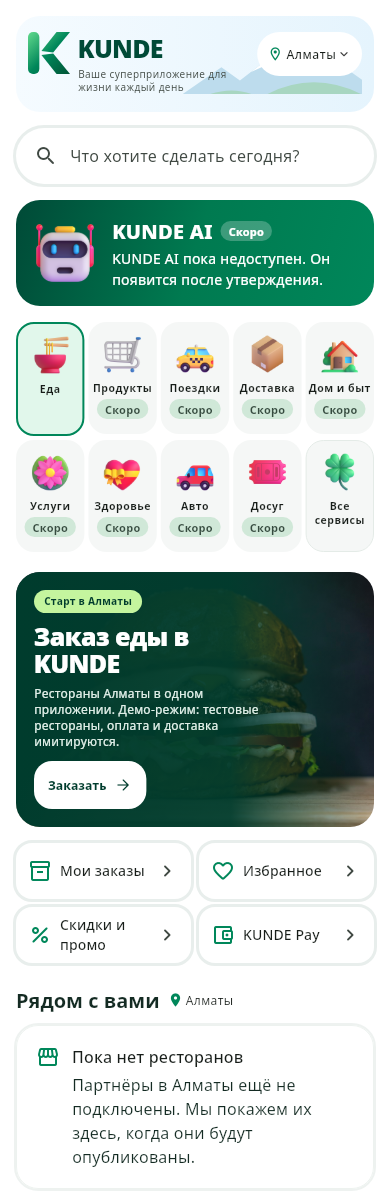 KUNDE
Ваше суперприложение для
жизни каждый день
Алматы
Что хотите сделать сегодня?
KUNDE AI Скоро
KUNDE AI пока недоступен. Он
появится после утверждения.
Еда
Продукты
Скоро
Поездки
Скоро
Доставка
Скоро
Дом и быт
Скоро
Услуги
Скоро
Здоровье
Скоро
Авто
Скоро
Досуг
Скоро
Все
сервисы
Старт в Алматы
Заказ еды в
KUNDE
Рестораны Алматы в одном
приложении. Демо-режим: тестовые
рестораны, оплата и доставка
имитируются.
Заказать
Мои заказы
Избранное
Скидки и
промо
KUNDE Pay
Рядом с вами Алматы
Пока нет ресторанов
Партнёры в Алматы ещё не
подключены. Мы покажем их
здесь, когда они будут
опубликованы.